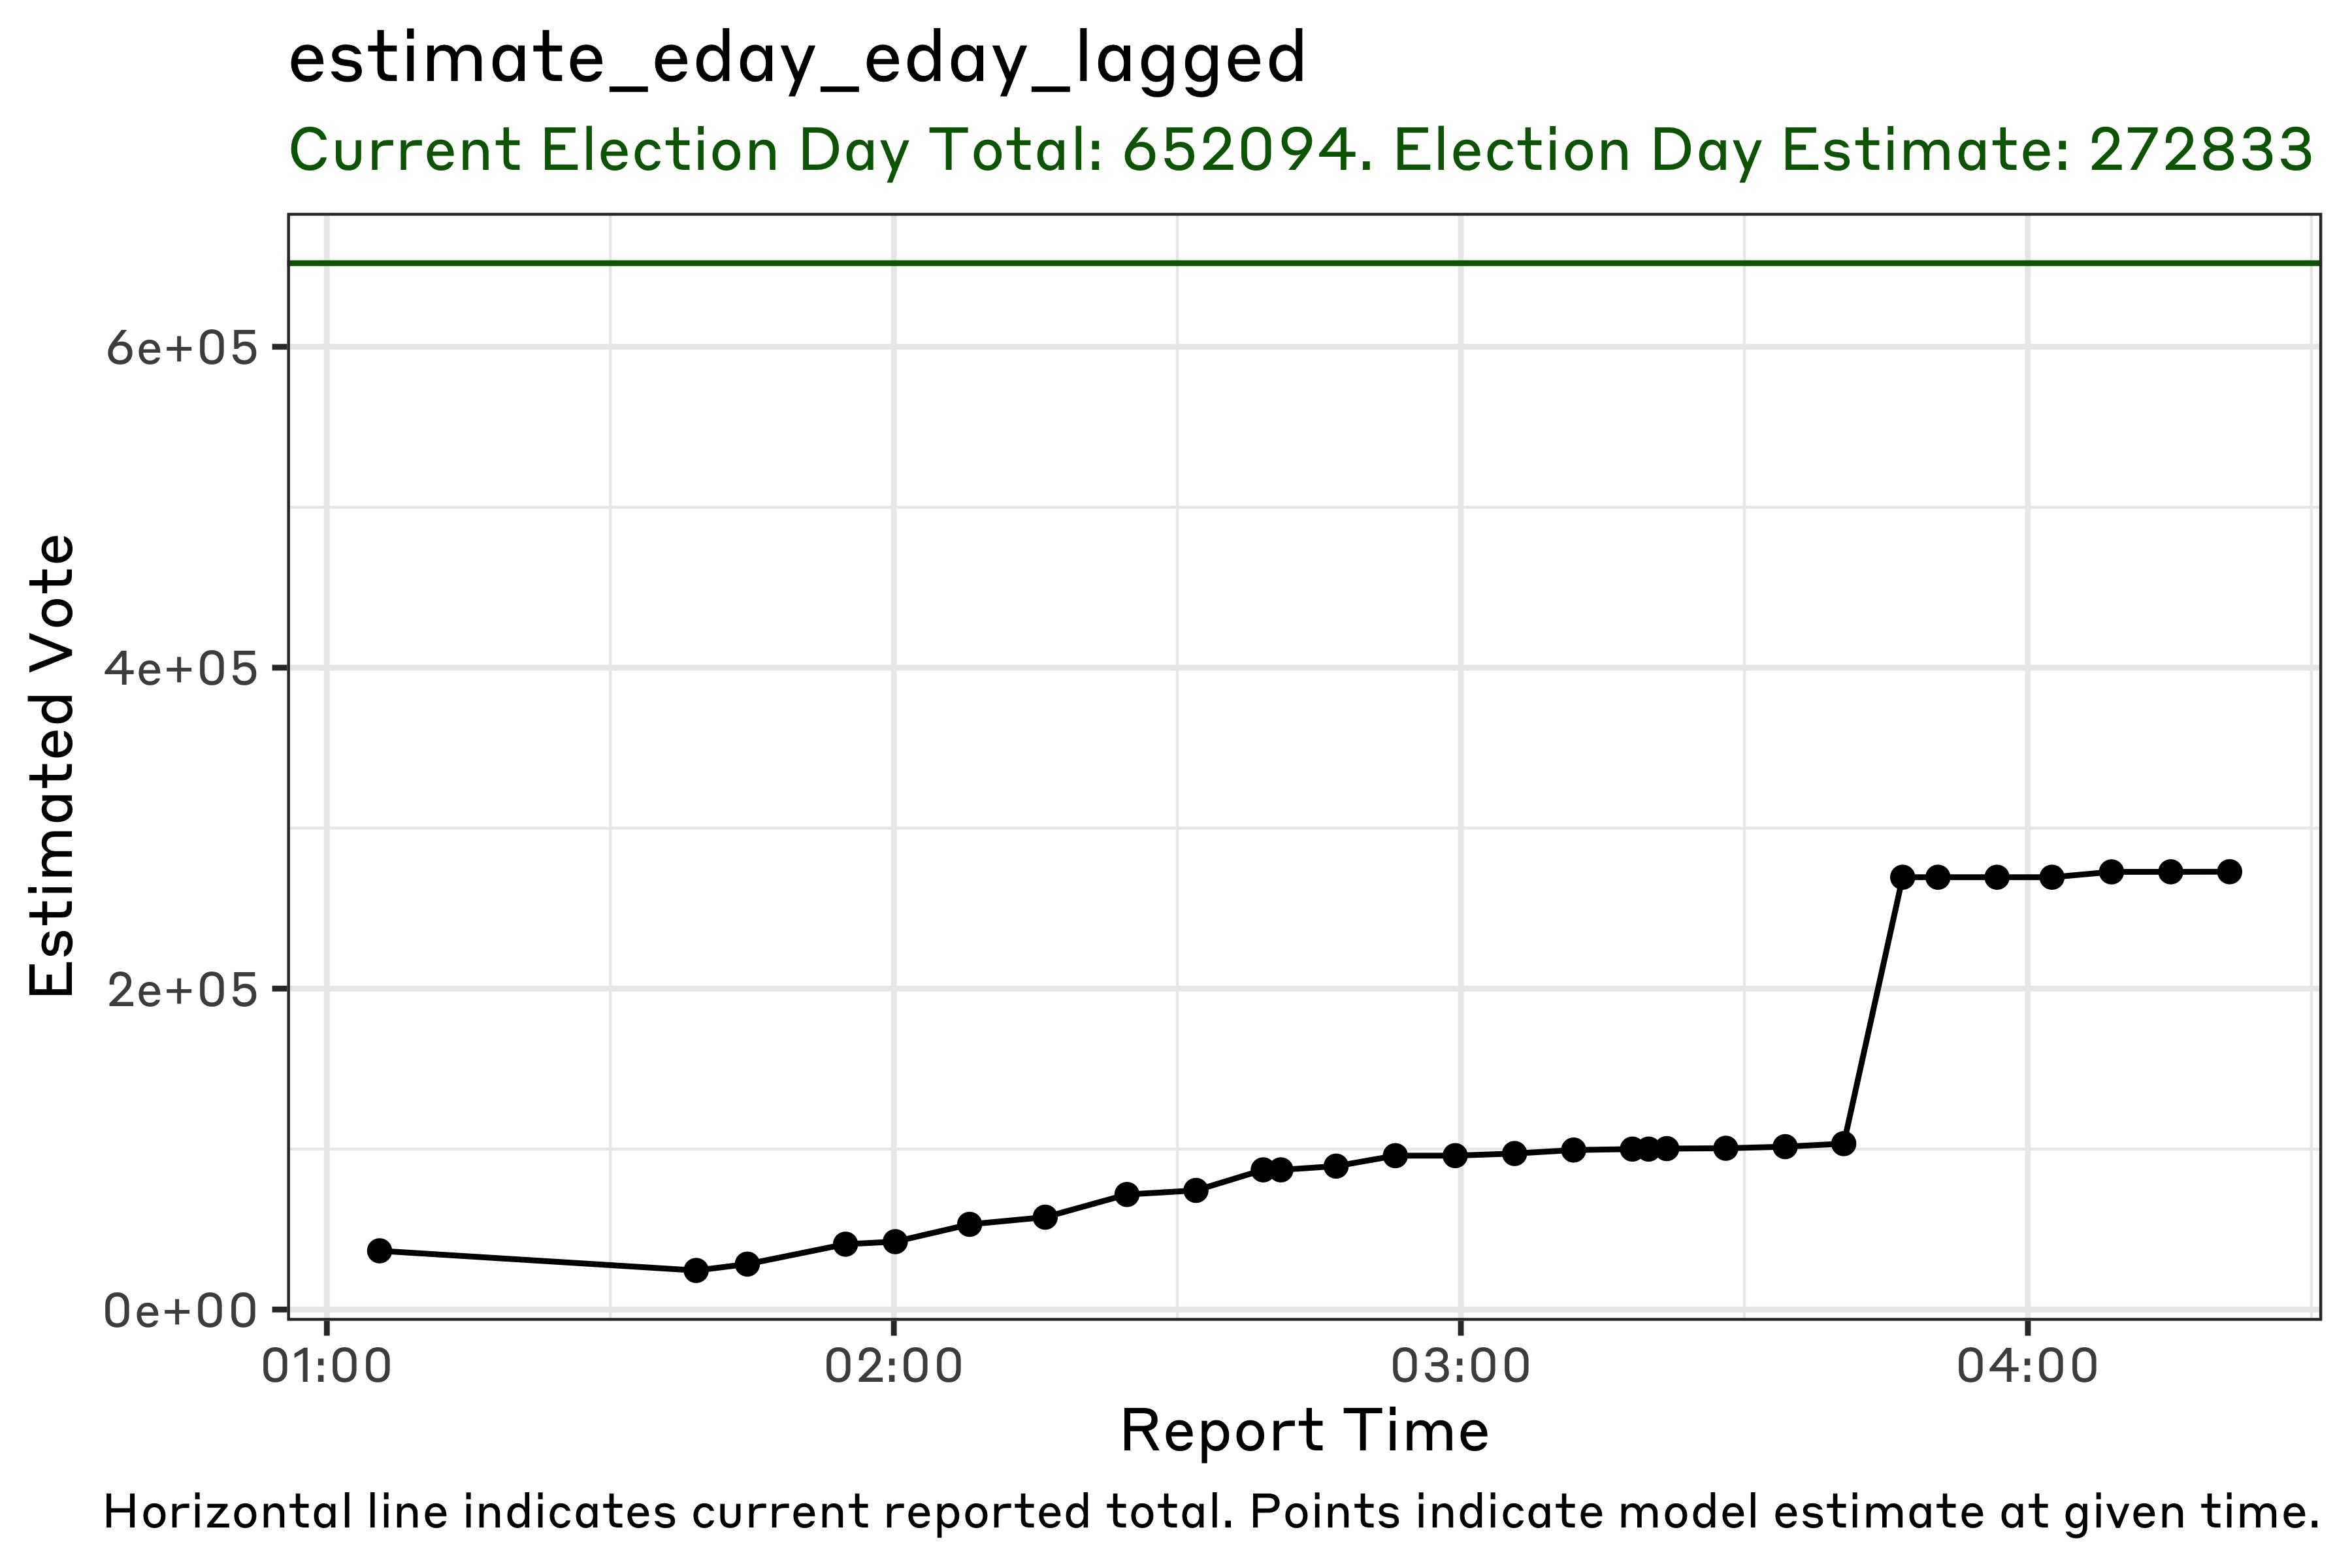 estimate_eday_eday_lagged
Current Election Day Total: 652094. Election Day Estimate: 272833
Estimated Vote
6e+05
4e+05
2e+05
0e+00
01:00 02:00 03:00 04:00
Report Time
Horizontal line indicates current reported total. Points indicate model estimate at given time.